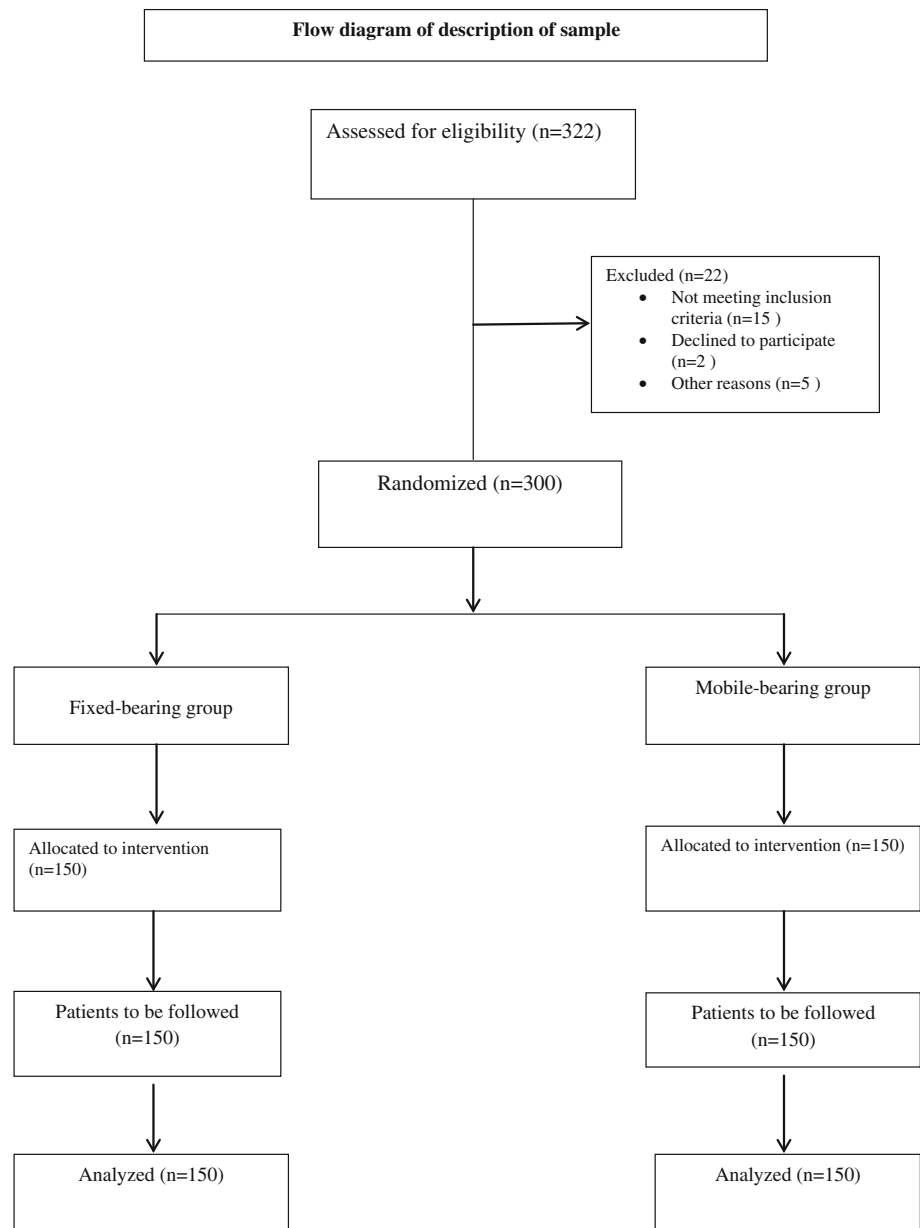 Flow diagram of description of sample
Assessed for eligibility (n=322)
Excluded (n=22)
• Not meeting inclusion
criteria (n=15 )
• Declined to participate
(n=2 )
• Other reasons (n=5 )
Randomized (n=300)
Fixed-bearing group
Mobile-bearing group
Allocated to intervention
(n=150)
Allocated to intervention (n=150)
Patients to be followed
(n=150)
Patients to be followed
(n=150)
Analyzed (n=150)
Analyzed (n=150)